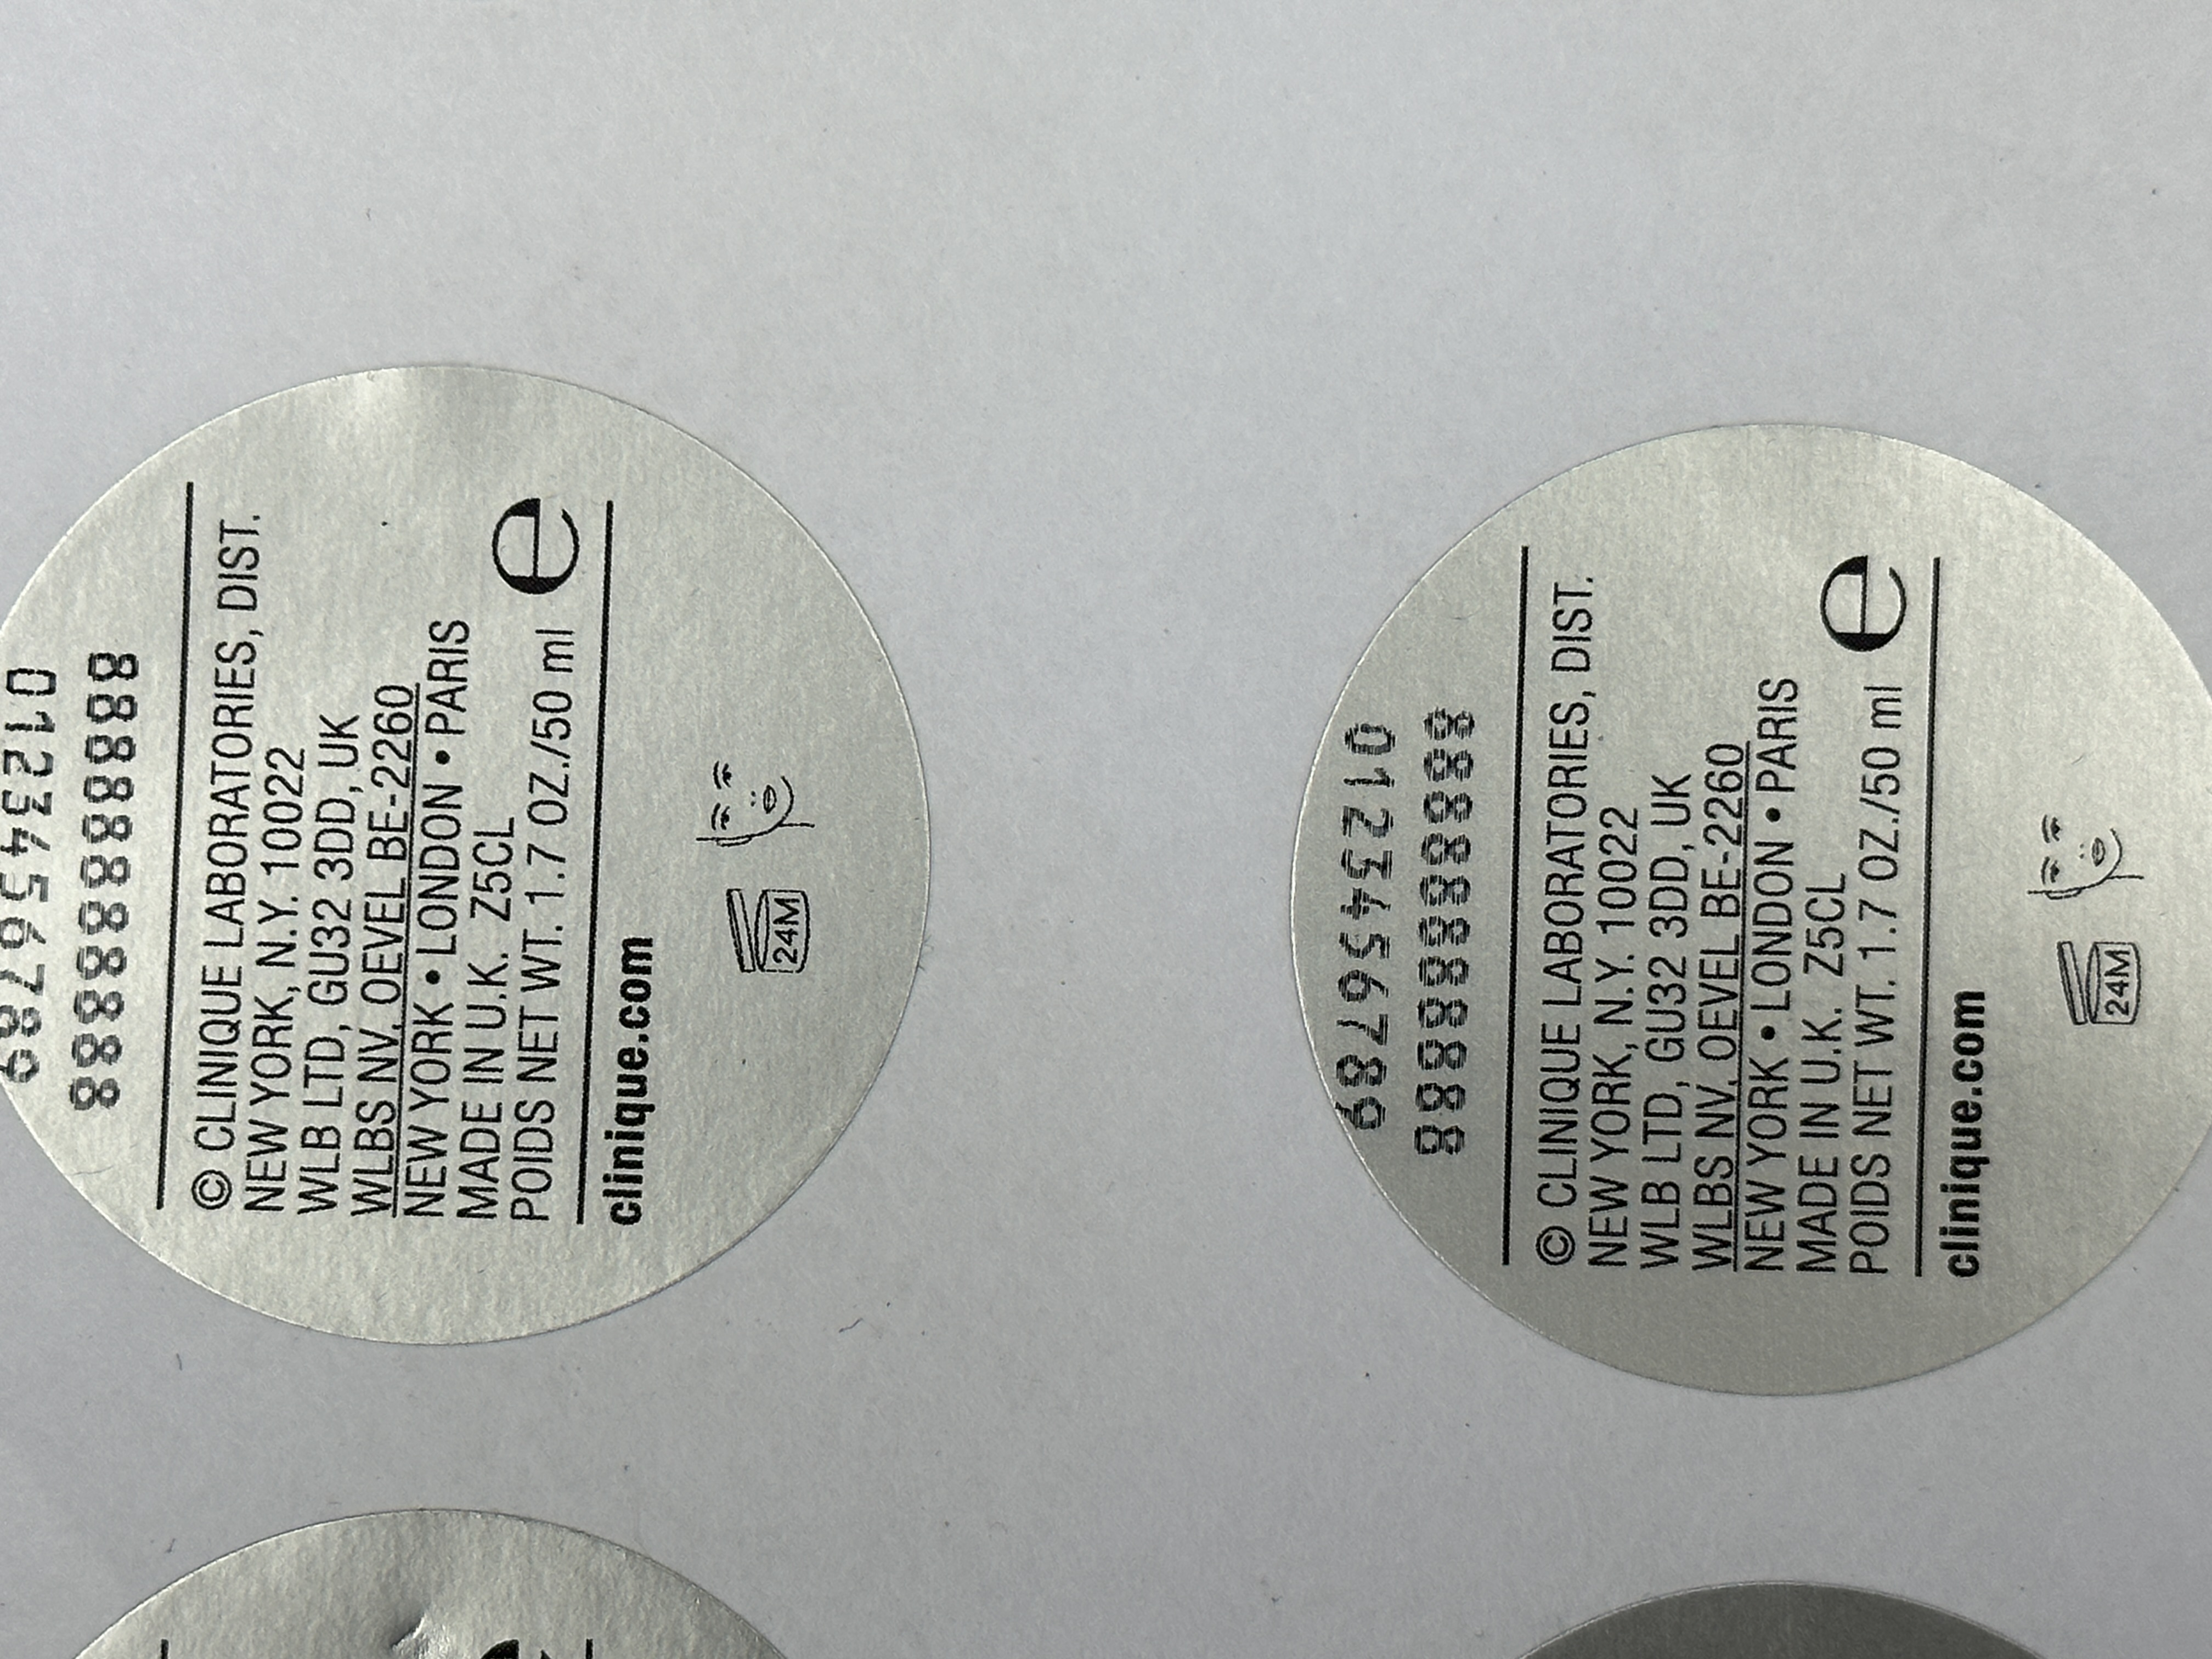 0123456789
88888888888
© CLINIQUE LABORATORIES, DIST.
NEW YORK, N.Y. 10022
WLB LTD, GU32 3DD, UK
WLBS NV, OEVEL BE-2260
NEW YORK • LONDON • PARIS
MADE IN U.K. Z5CL
POIDS NET WT. 1.7 OZ./50 ml e
clinique.com
24M
0123456789
88888888888
© CLINIQUE LABORATORIES, DIST.
NEW YORK, N.Y. 10022
WLB LTD, GU32 3DD, UK
WLBS NV, OEVEL BE-2260
NEW YORK • LONDON • PARIS
MADE IN U.K. Z5CL
POIDS NET WT. 1.7 OZ./50 ml e
clinique.com
24M